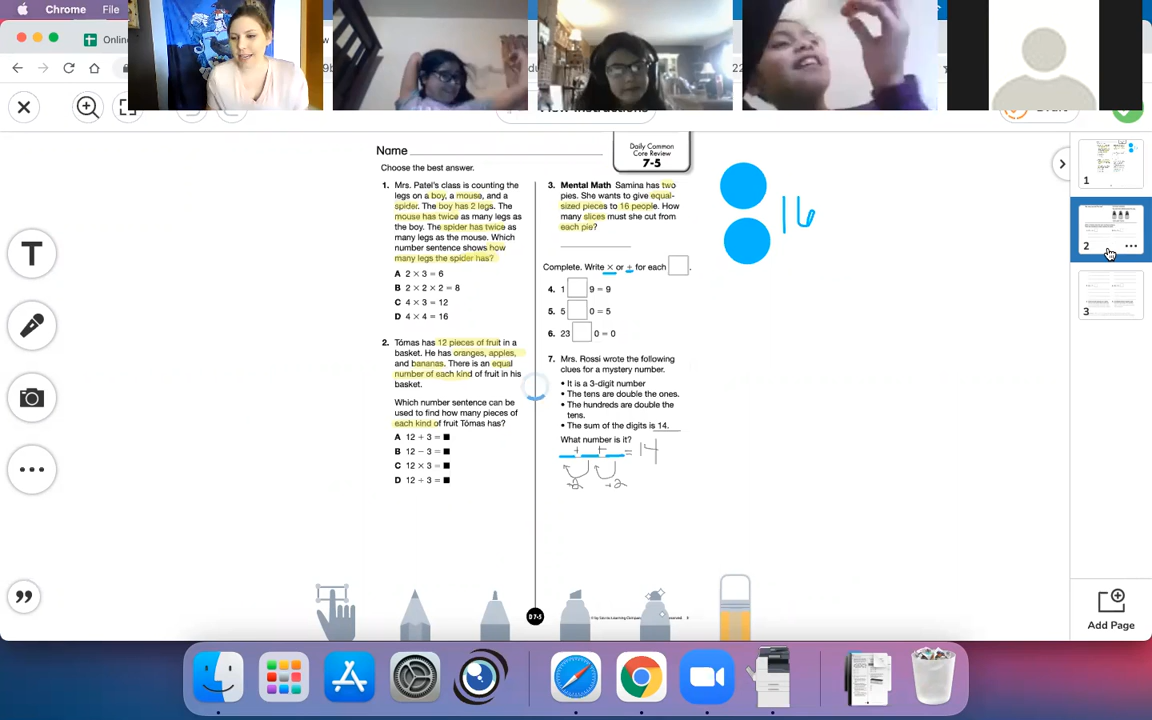 Chrome File
Online
Name
Daily Common
Core Review
7-5
Choose the best answer.
1. Mrs. Patel's class is counting the
legs on a boy, a mouse, and a
spider. The boy has 2 legs. The
mouse has twice as many legs as
the boy. The spider has twice as
many legs as the mouse. Which
number sentence shows how
many legs the spider has?
A 2 × 3 = 6
B 2 × 2 × 2 = 8
C 4 × 3 = 12
D 4 × 4 = 16
2. Tómas has 12 pieces of fruit in a
basket. He has oranges, apples,
and bananas. There is an equal
number of each kind of fruit in his
basket.
Which number sentence can be
used to find how many pieces of
each kind of fruit Tómas has?
A 12 + 3 = ■
B 12 − 3 = ■
C 12 × 3 = ■
D 12 ÷ 3 = ■
3. Mental Math Samina has two
pies. She wants to give equal-
sized pieces to 16 people. How
many slices must she cut from
each pie?
Complete. Write × or + for each
4. 1 9 = 9
5. 5 0 = 5
6. 23 0 = 0
7. Mrs. Rossi wrote the following
clues for a mystery number.
• It is a 3-digit number
• The tens are double the ones.
• The hundreds are double the
tens.
• The sum of the digits is 14.
What number is it?
+ + = 14
16
D 7-5
1
2
3
Add Page
T